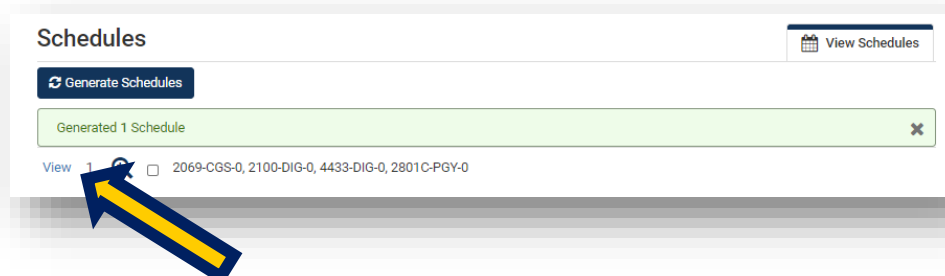 Schedules
View Schedules
Generate Schedules
Generated 1 Schedule
View 1 2069-CGS-0, 2100-DIG-0, 4433-DIG-0, 2801C-PGY-0